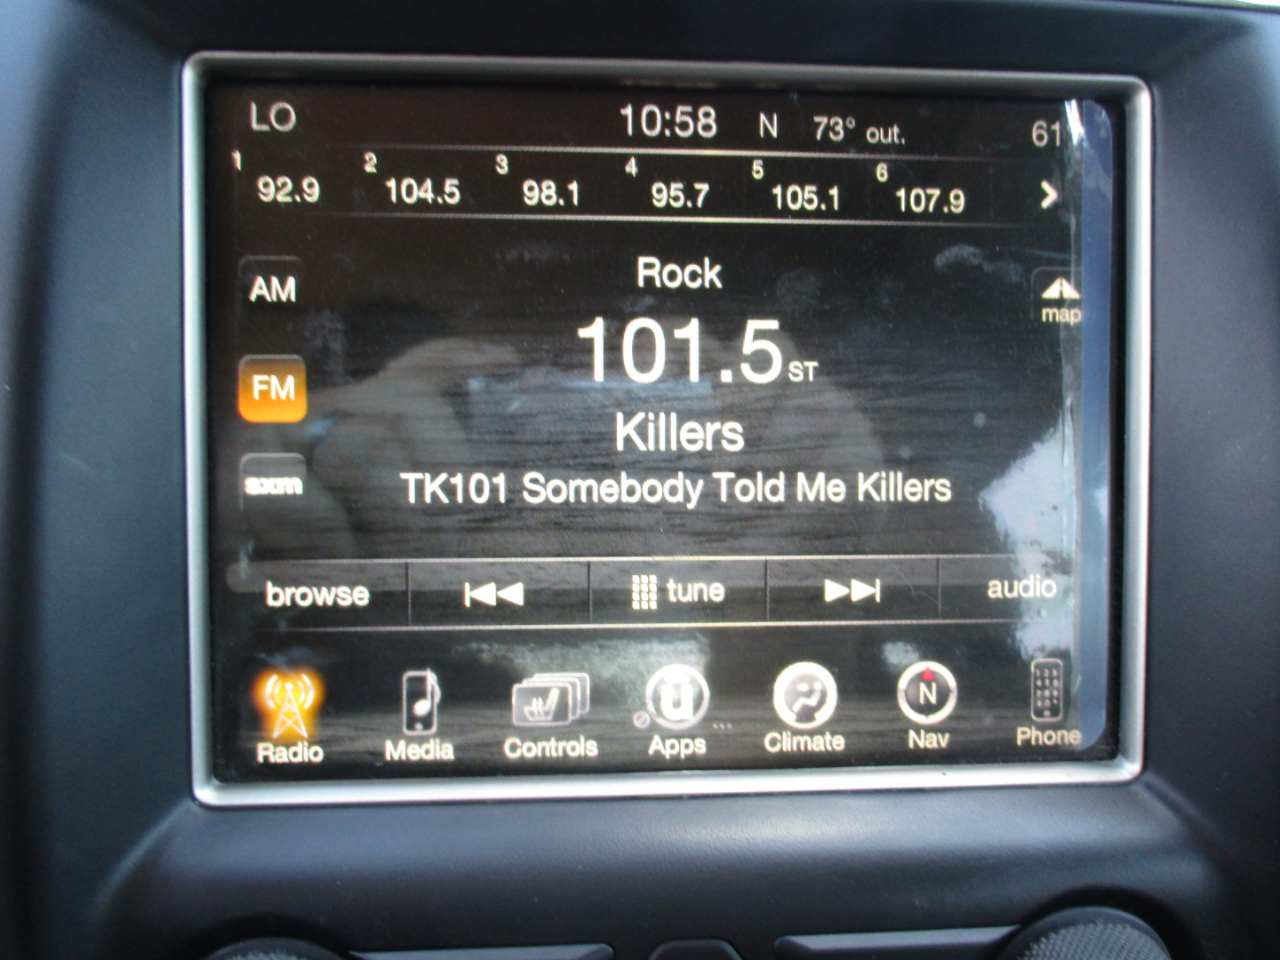 LO 10:58 N 73° out. 61
1 2 3 4 5 6
92.9 104.5 98.1 95.7 105.1 107.9
Rock
AM
map
101.5 ST
FM
Killers
sxm
TK101 Somebody Told Me Killers
browse tune audio
N
Radio Media Controls Apps Climate Nav Phone